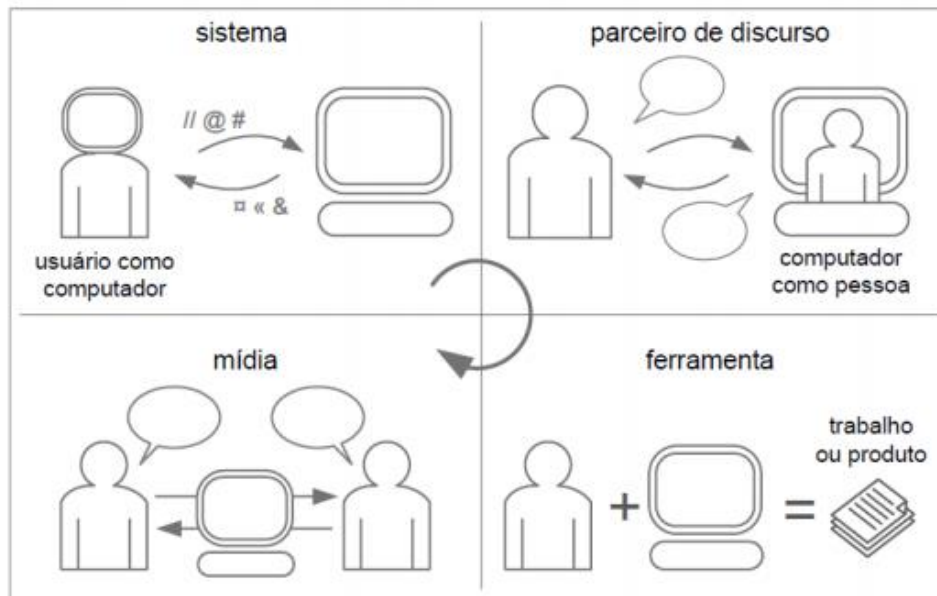 sistema
// @ #
¤ « &
usuário como
computador
parceiro de discurso
computador
como pessoa
mídia
ferramenta
trabalho
ou produto
+
=